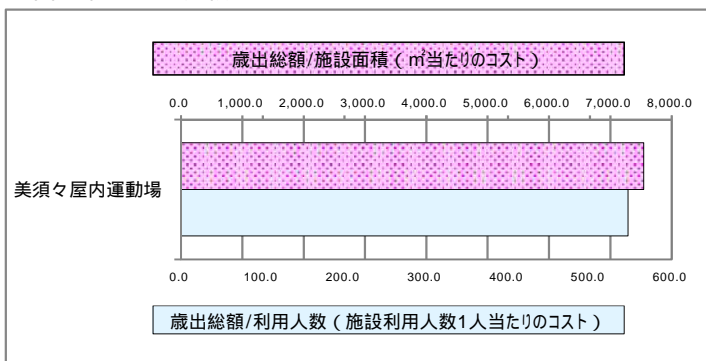 歳出総額/施設面積（㎡当たりのコスト）
0.0 1,000.0 2,000.0 3,000.0 4,000.0 5,000.0 6,000.0 7,000.0 8,000.0
美須々屋内運動場
0.0 100.0 200.0 300.0 400.0 500.0 600.0
歳出総額/利用人数（施設利用人数1人当たりのコスト）